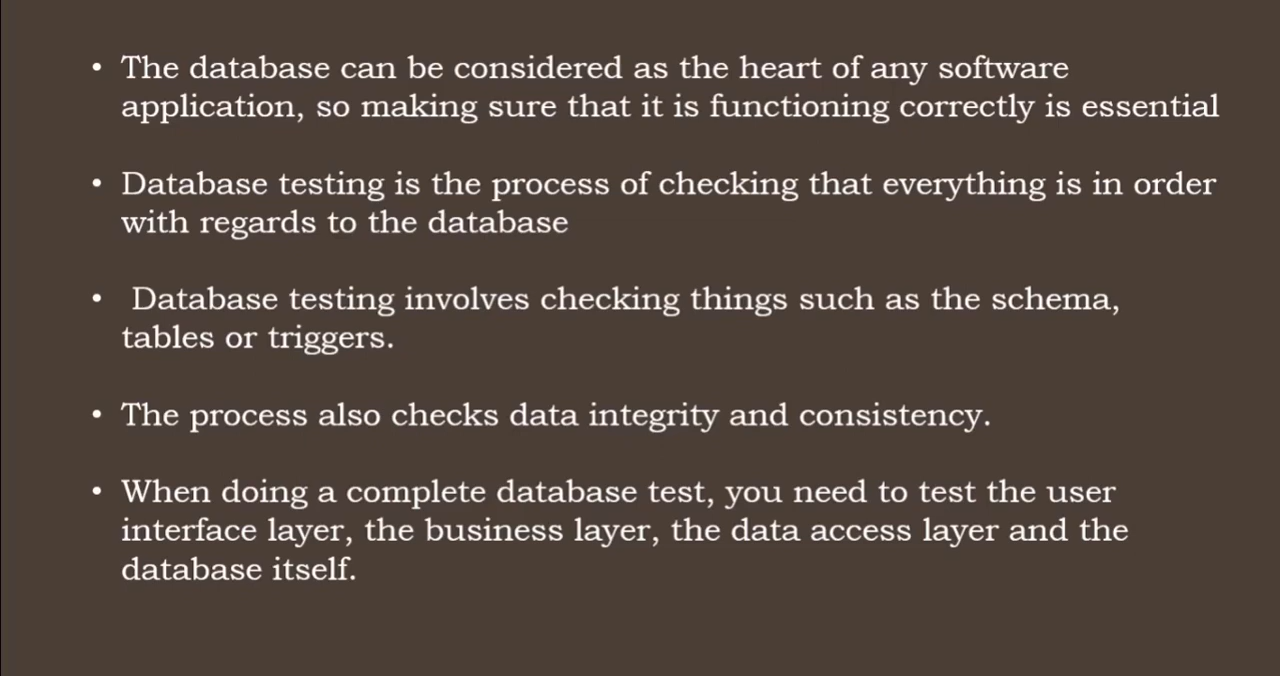 • The database can be considered as the heart of any software
application, so making sure that it is functioning correctly is essential
• Database testing is the process of checking that everything is in order
with regards to the database
• Database testing involves checking things such as the schema,
tables or triggers.
• The process also checks data integrity and consistency.
• When doing a complete database test, you need to test the user
interface layer, the business layer, the data access layer and the
database itself.